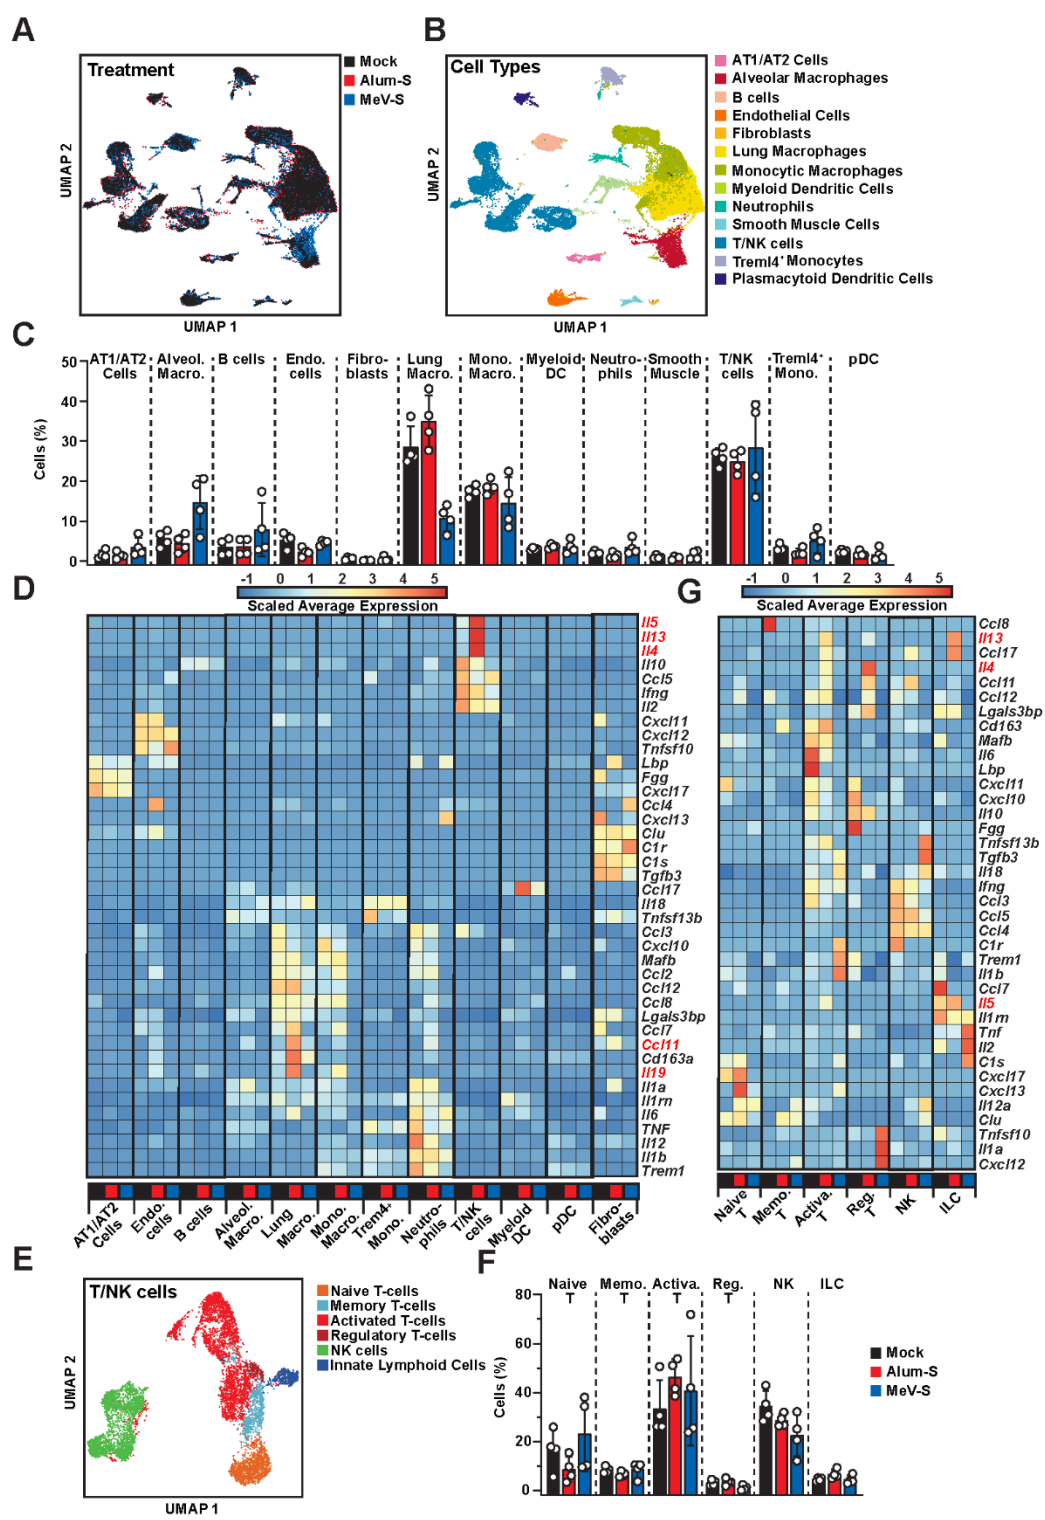 A
Treatment
Mock
Alum-S
MeV-S
UMAP 2
UMAP 1
B
Cell Types
AT1/AT2 Cells
Alveolar Macrophages
B cells
Endothelial Cells
Fibroblasts
Lung Macrophages
Monocytic Macrophages
Myeloid Dendritic Cells
Neutrophils
Smooth Muscle Cells
T/NK cells
Treml4+ Monocytes
Plasmacytoid Dendritic Cells
UMAP 2
UMAP 1
C
AT1/AT2 Cells
Alveol. Macro.
B cells
Endo. cells
Fibro-blasts
Lung Macro.
Mono. Macro.
Myeloid DC
Neutro-phils
Smooth Muscle
T/NK cells
Treml4+ Mono.
pDC
Cells (%)
50
40
30
20
10
0
D
-1 0 1 2 3 4 5
Scaled Average Expression
Il5
Il13
Il4
Il10
Ccl5
Ifng
Il2
Cxcl11
Cxcl12
Tnfsf10
Lbp
Fgg
Cxcl17
Ccl4
Cxcl13
Clu
C1r
C1s
Tgfb3
Ccl17
Il18
Tnfsf13b
Ccl3
Cxcl10
Mafb
Ccl2
Ccl12
Ccl8
Lgals3bp
Ccl7
Ccl11
Cd163a
Il19
Il1a
Il1rn
Il6
TNF
Il12
Il1b
Trem1
AT1/AT2 Cells
Endo. cells
B cells
Alveol. Macro.
Lung Macro.
Mono. Macro.
Trem4+ Mono.
Neutro-phils
T/NK cells
Myeloid DC
pDC
Fibro-blasts
G
-1 0 1 2 3 4 5
Scaled Average Expression
Ccl8
Il13
Ccl17
Il4
Ccl11
Ccl12
Lgals3bp
Cd163
Mafb
Il6
Lbp
Cxcl11
Cxcl10
Il10
Fgg
Tnfsf13b
Tgfb3
Il18
Ifng
Ccl3
Ccl5
Ccl4
C1r
Trem1
Il1b
Ccl7
Il5
Il1rn
Tnf
Il2
C1s
Cxcl17
Cxcl13
Il12a
Clu
Tnfsf10
Il1a
Cxcl12
Naive T
Memo. T
Activa. T
Reg. T
NK
ILC
E
T/NK cells
Naive T-cells
Memory T-cells
Activated T-cells
Regulatory T-cells
NK cells
Innate Lymphoid Cells
UMAP 2
UMAP 1
F
Naive T
Memo. T
Activa. T
Reg. T
NK
ILC
Cells (%)
80
60
40
20
0
Mock
Alum-S
MeV-S